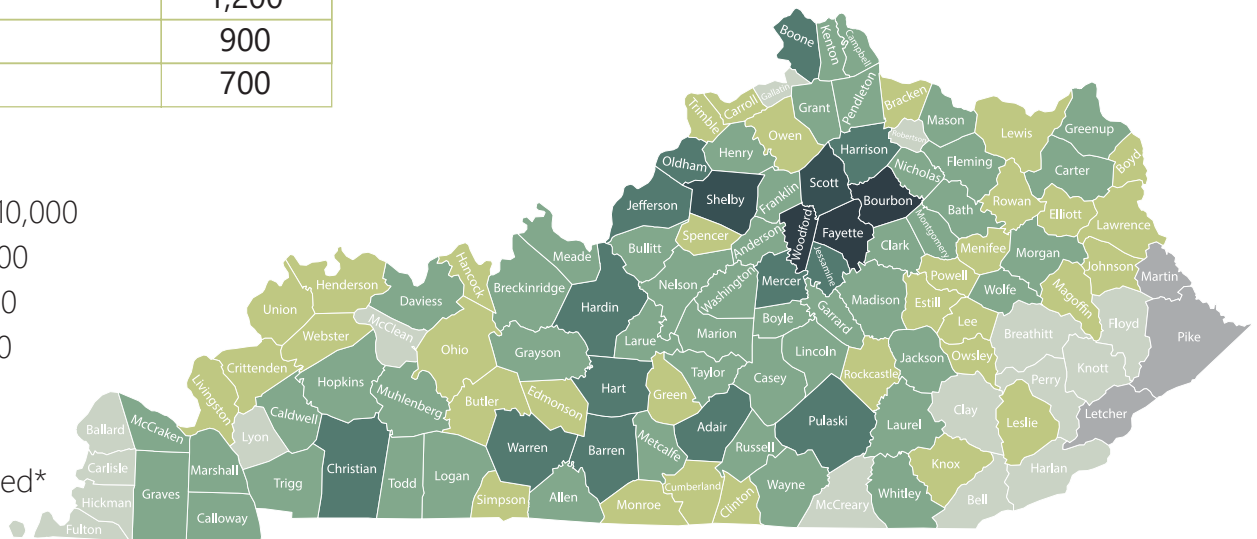 1,200
900
700
10,000
00
0
0
ed*
Boone
Kenton
Campbell
Gallatin
Carroll
Trimble
Grant
Pendleton
Bracken
Mason
Lewis
Greenup
Owen
Robertson
Henry
Harrison
Oldham
Nicholas
Fleming
Carter
Boyd
Scott
Shelby
Franklin
Bourbon
Jefferson
Bath
Rowan
Elliott
Lawrence
Spencer
Anderson
Woodford
Fayette
Montgomery
Clark
Menifee
Morgan
Johnson
Martin
Bullitt
Meade
Hancock
Jessamine
Powell
Wolfe
Magoffin
Henderson
Daviess
Breckinridge
Nelson
Washington
Mercer
Madison
Estill
Union
Hardin
Garrard
Lee
Floyd
Webster
McClean
Boyle
Breathitt
Pike
Ohio
Grayson
Larue
Marion
Lincoln
Jackson
Owsley
Knott
Crittenden
Hopkins
Taylor
Casey
Rockcastle
Perry
Livingston
Muhlenberg
Butler
Edmonson
Hart
Green
Clay
Leslie
Letcher
Caldwell
Pulaski
Laurel
Ballard
McCraken
Lyon
Adair
Warren
Barren
Metcalfe
Russell
Knox
Harlan
Carlisle
Marshall
Christian
Trigg
Todd
Logan
Hickman
Graves
Simpson
Allen
Monroe
Cumberland
Clinton
Wayne
McCreary
Whitley
Bell
Fulton
Calloway